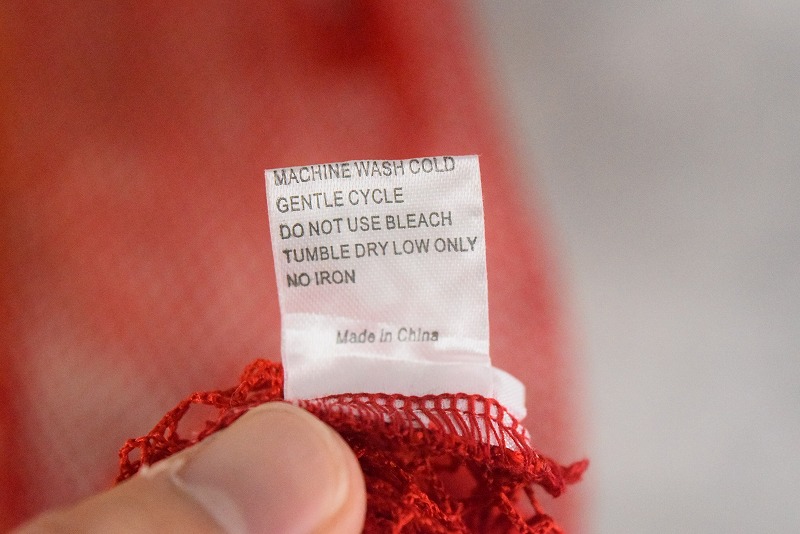 MACHINE WASH COLD
GENTLE CYCLE
DO NOT USE BLEACH
TUMBLE DRY LOW ONLY
NO IRON
Made in China